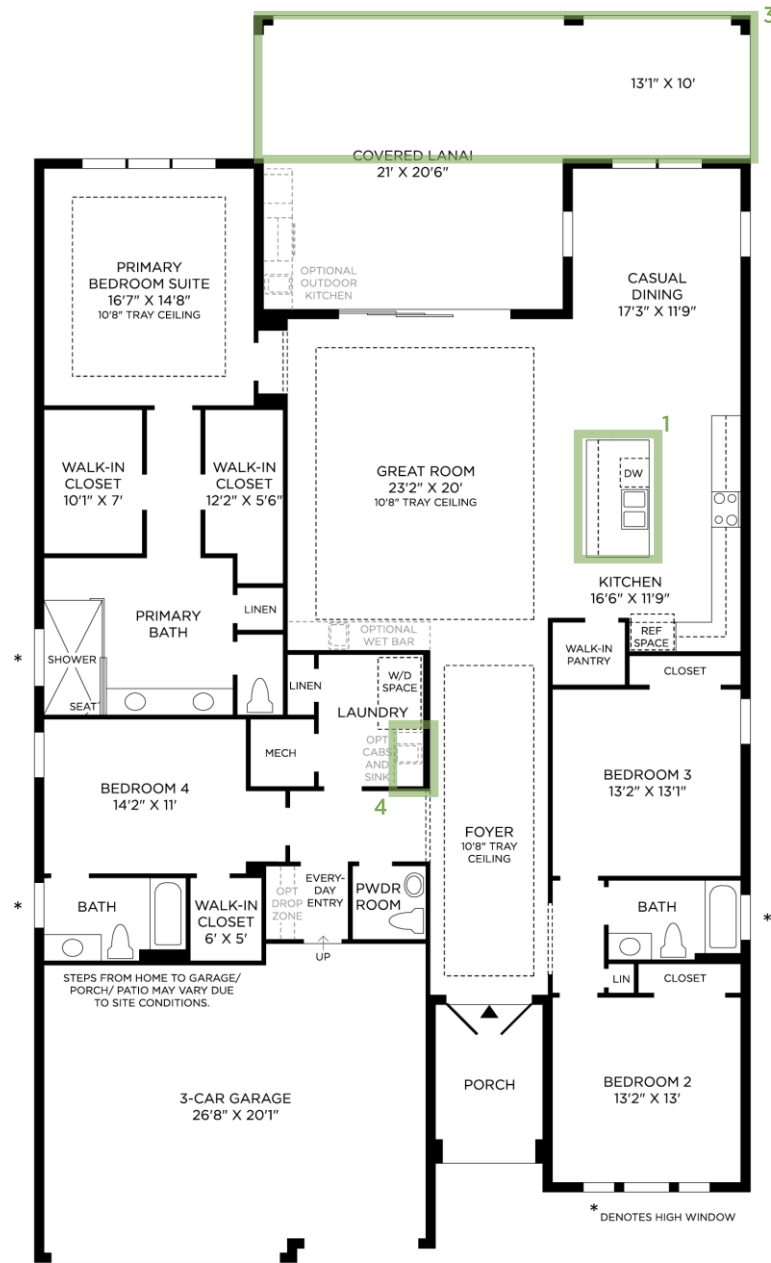 3
13'1" X 10'
COVERED LANAI
21' X 20'6"
PRIMARY
BEDROOM SUITE
16'7" X 14'8"
10'8" TRAY CEILING
OPTIONAL
OUTDOOR
KITCHEN
CASUAL
DINING
17'3" X 11'9"
1
WALK-IN
CLOSET
10'1" X 7'
WALK-IN
CLOSET
12'2" X 5'6"
GREAT ROOM
23'2" X 20'
10'8" TRAY CEILING
DW
KITCHEN
16'6" X 11'9"
PRIMARY
BATH
LINEN
OPTIONAL
WET BAR
REF
SPACE
WALK-IN
PANTRY
*
SHOWER
SEAT
LINEN
W/D
SPACE
LAUNDRY
CLOSET
MECH
OPT
CABS
AND
SINK
4
BEDROOM 4
14'2" X 11'
BEDROOM 3
13'2" X 13'1"
FOYER
10'8" TRAY
CEILING
*
BATH
WALK-IN
CLOSET
6' X 5'
OPT
DROP
ZONE
EVERY-
DAY
ENTRY
PWDR
ROOM
BATH
*
UP
STEPS FROM HOME TO GARAGE/
PORCH/ PATIO MAY VARY DUE
TO SITE CONDITIONS.
LIN
CLOSET
3-CAR GARAGE
26'8" X 20'1"
PORCH
BEDROOM 2
13'2" X 13'
* DENOTES HIGH WINDOW